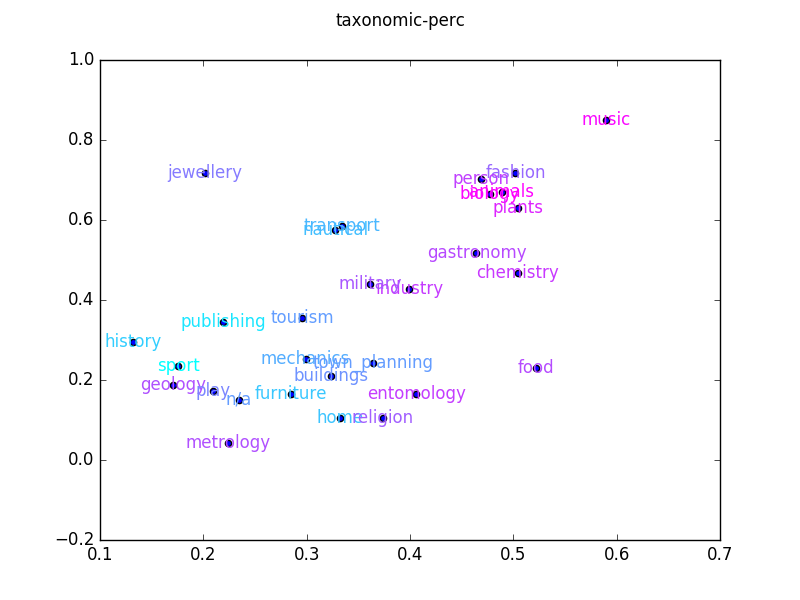 taxonomic-perc
1.0
music
0.8
jewellery
fashion
person
animals
biology
plants
0.6
transport
nautical
gastronomy
chemistry
military
industry
0.4
tourism
publishing
history
mechanics
town_planning
sport
food
buildings
0.2
geology
play
n/a
furniture
entomology
home
religion
metrology
0.0
−0.2
0.1 0.2 0.3 0.4 0.5 0.6 0.7